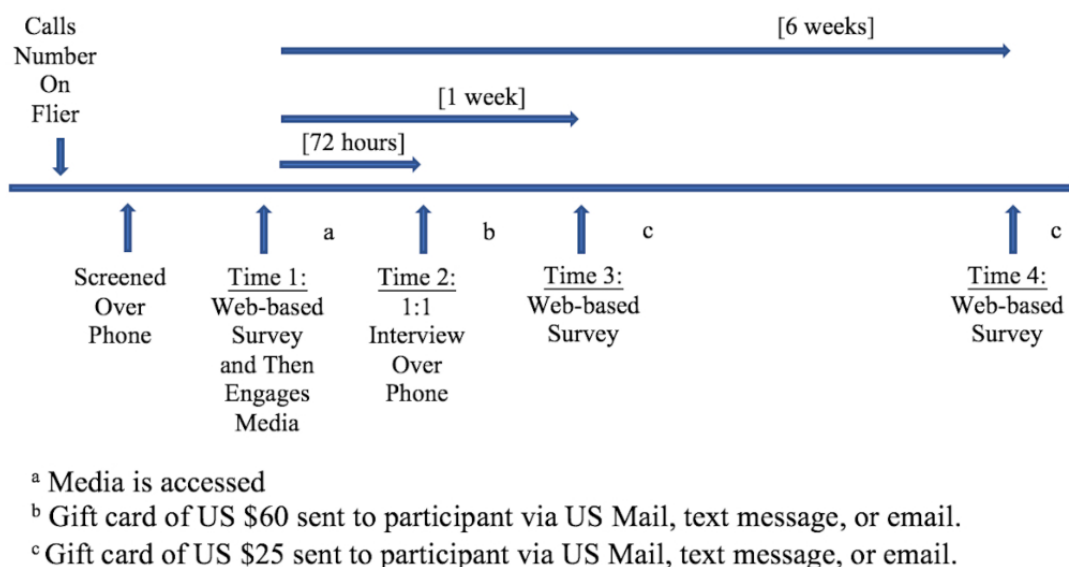 Calls
Number
On
Flier
[6 weeks]
[1 week]
[72 hours]
a
b
c
c
Screened
Over
Phone
Time 1:
Web-based
Survey
and Then
Engages
Media
Time 2:
1:1
Interview
Over
Phone
Time 3:
Web-based
Survey
Time 4:
Web-based
Survey
a Media is accessed
b Gift card of US $60 sent to participant via US Mail, text message, or email.
c Gift card of US $25 sent to participant via US Mail, text message, or email.